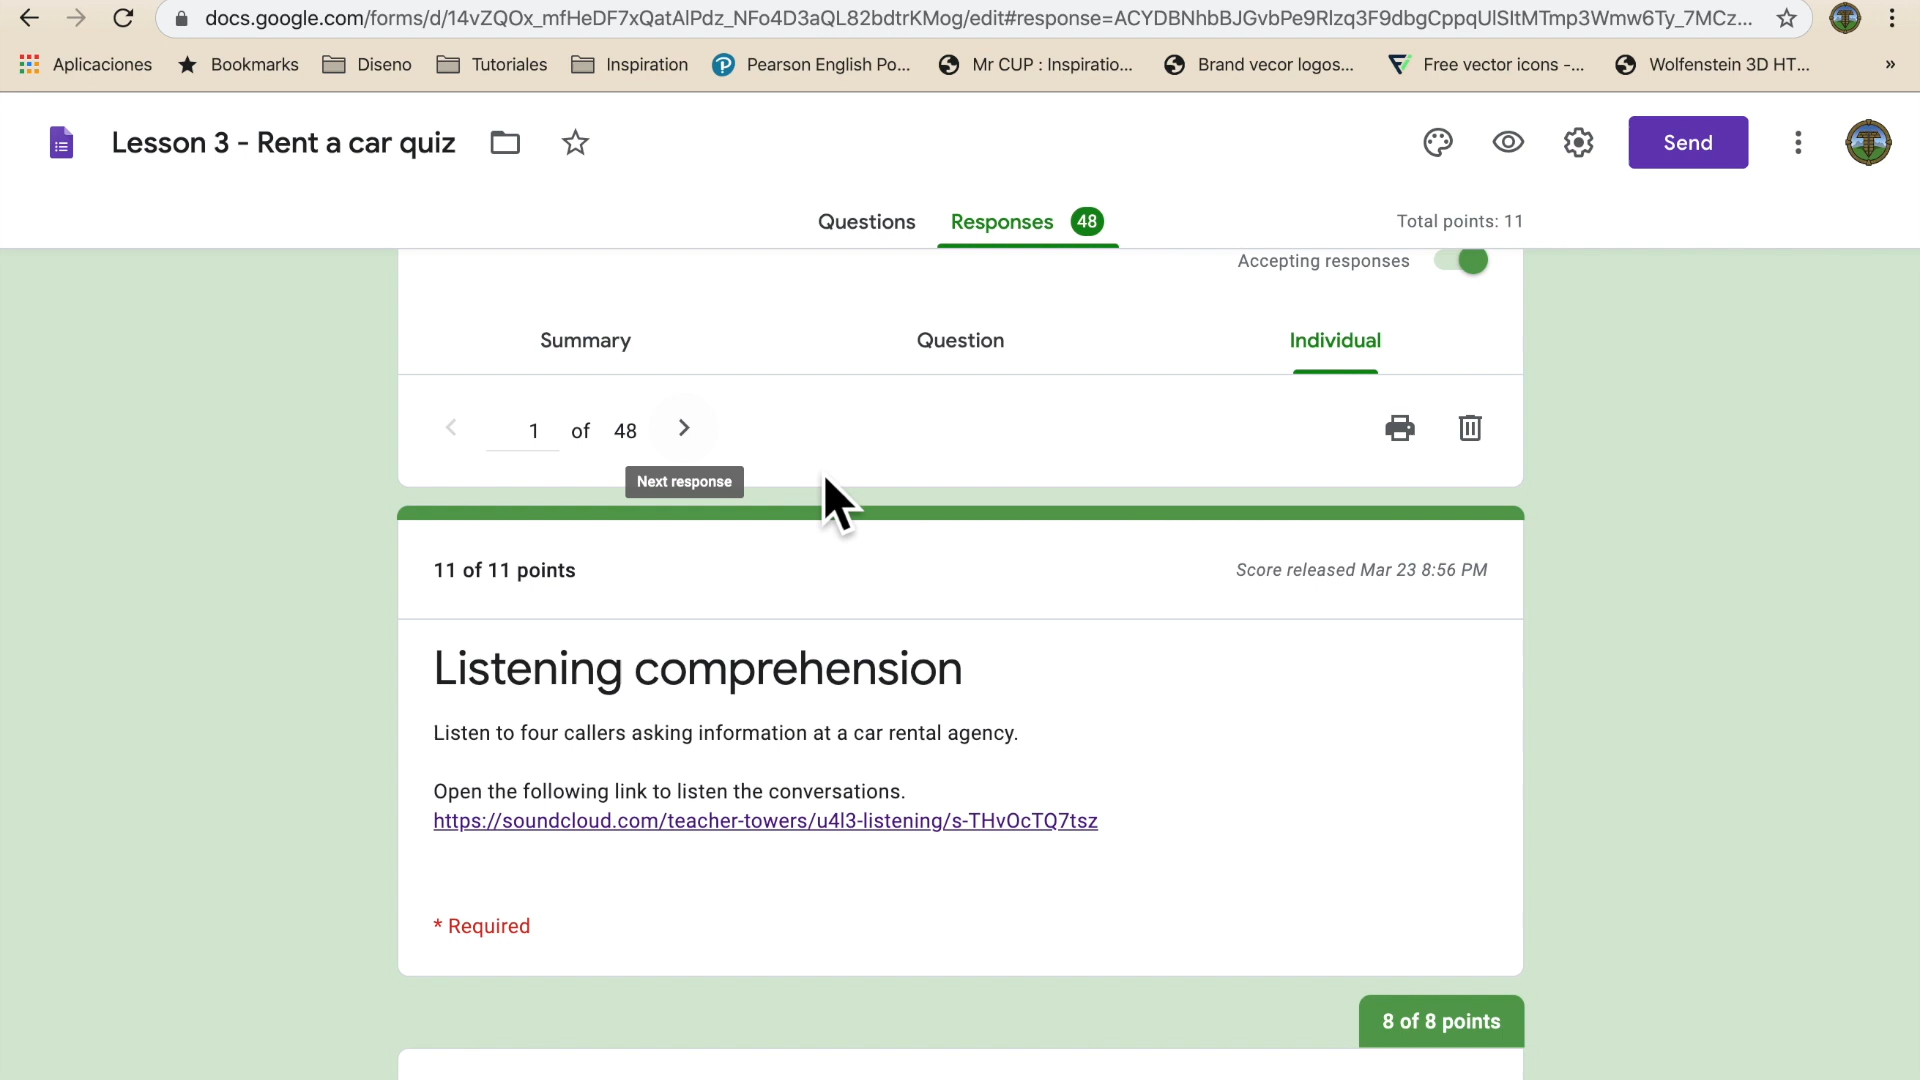 docs.google.com/forms/d/14vZQOx_mfHeDF7xQatAlPdz_NFo4D3aQL82bdtrKMog/edit#response=ACYDBNhbBJGvbPe9Rlzq3F9dbgCppqUlSltMTmp3Wmw6Ty_7MCz...
Aplicaciones Bookmarks Diseno Tutoriales Inspiration Pearson English Po... Mr CUP : Inspiratio... Brand vecor logos... Free vector icons -... Wolfenstein 3D HT... »
Lesson 3 - Rent a car quiz Send
Questions Responses 48 Total points: 11
Accepting responses
Summary Question Individual
1 of 48
Next response
11 of 11 points Score released Mar 23 8:56 PM
Listening comprehension
Listen to four callers asking information at a car rental agency.
Open the following link to listen the conversations.
https://soundcloud.com/teacher-towers/u4l3-listening/s-THvOcTQ7tsz
* Required
8 of 8 points